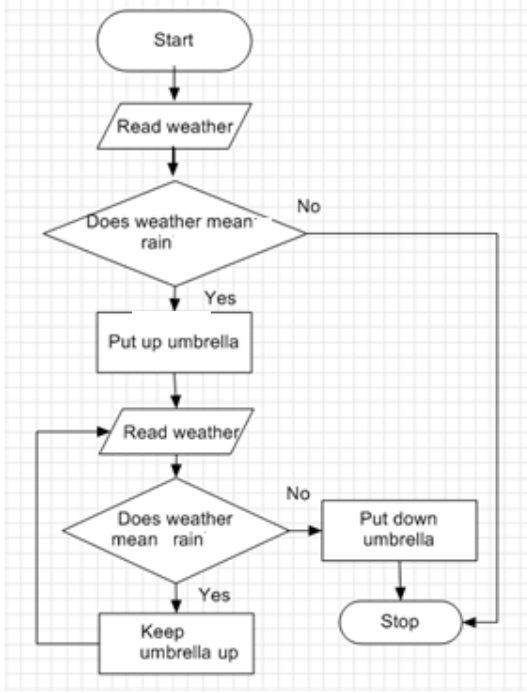 Start
Read weather
Does weather mean
rain
No
Yes
Put up umbrella
Read weather
Does weather
mean rain
No
Put down
umbrella
Yes
Keep
umbrella up
Stop